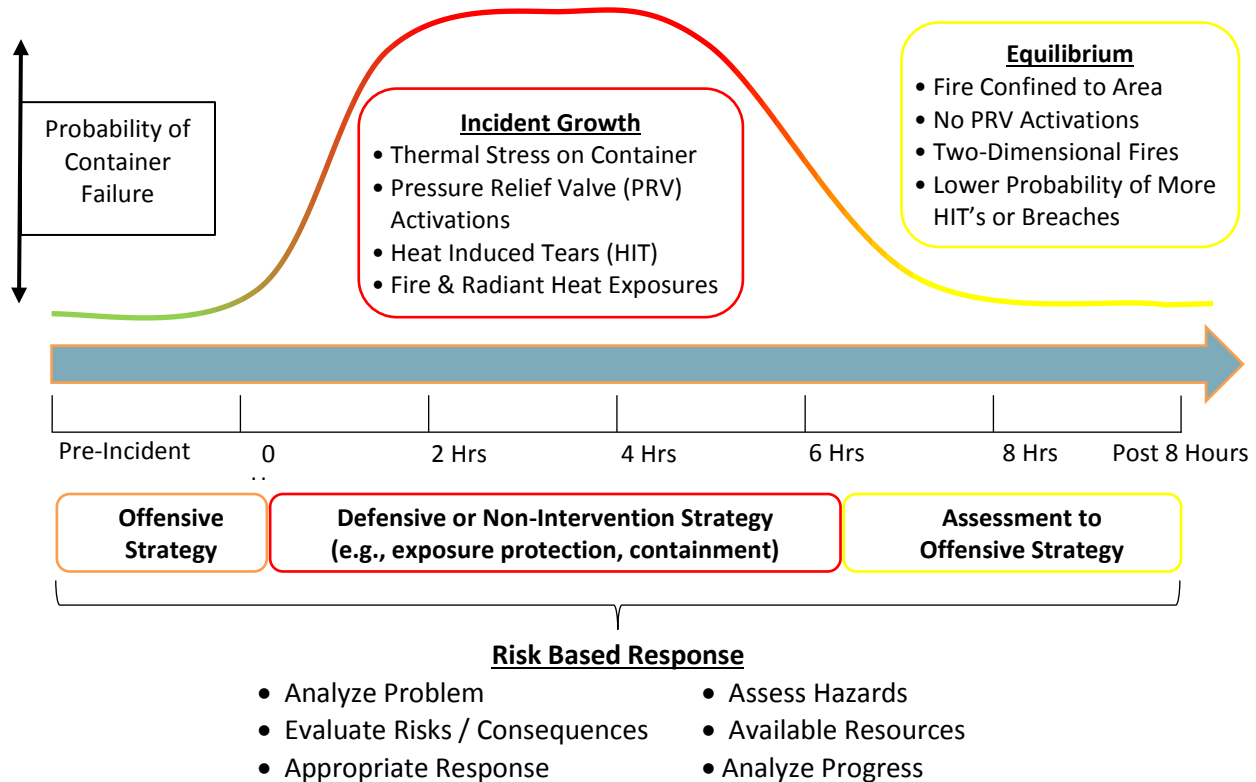 Probability of
Container
Failure
Incident Growth
• Thermal Stress on Container
• Pressure Relief Valve (PRV)
Activations
• Heat Induced Tears (HIT)
• Fire & Radiant Heat Exposures
Equilibrium
• Fire Confined to Area
• No PRV Activations
• Two-Dimensional Fires
• Lower Probability of More
HIT's or Breaches
Pre-Incident 0 2 Hrs 4 Hrs 6 Hrs 8 Hrs Post 8 Hours
Offensive
Strategy
Defensive or Non-Intervention Strategy
(e.g., exposure protection, containment)
Assessment to
Offensive Strategy
Risk Based Response
• Analyze Problem
• Evaluate Risks / Consequences
• Appropriate Response
• Assess Hazards
• Available Resources
• Analyze Progress